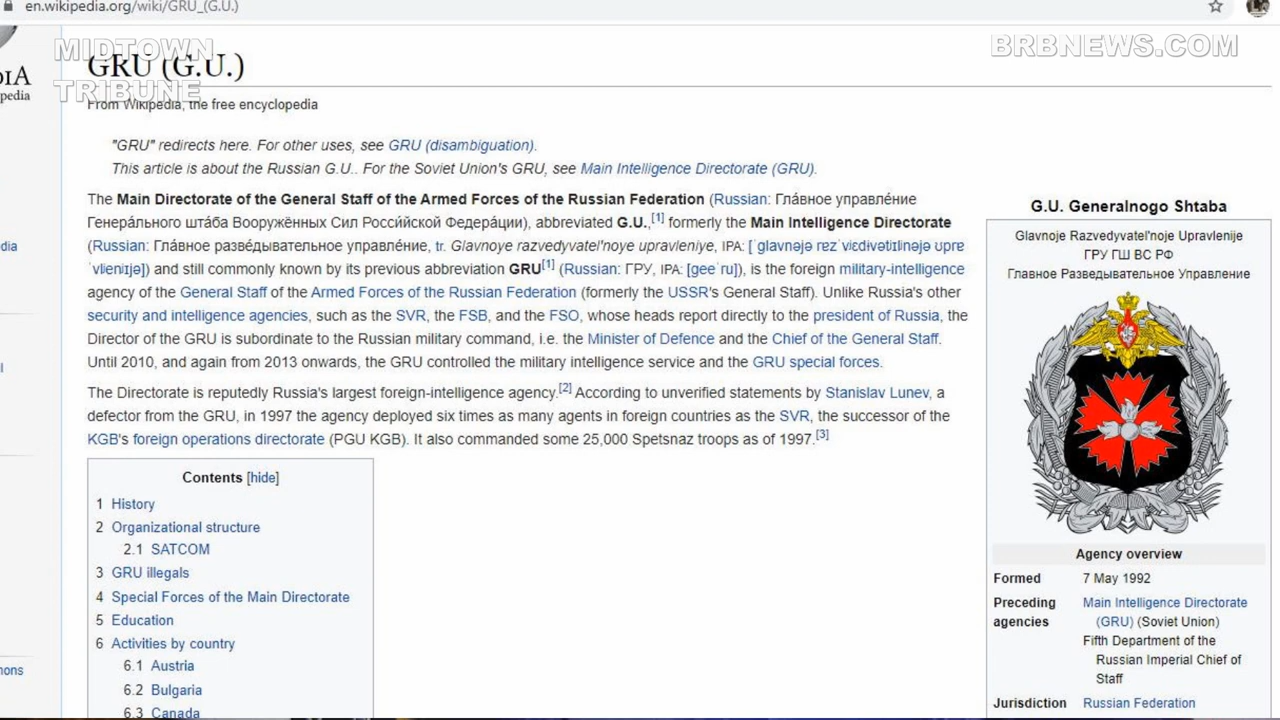 en.wikipedia.org/wiki/GRU_(G.U.)
MIDTOWN
TRIBUNE
BRBNEWS.COM
pedia
GRU (G.U.)
From Wikipedia, the free encyclopedia
"GRU" redirects here. For other uses, see GRU (disambiguation).
This article is about the Russian G.U.. For the Soviet Union's GRU, see Main Intelligence Directorate (GRU).
The Main Directorate of the General Staff of the Armed Forces of the Russian Federation (Russian: Гла́вное управле́ние
Генера́льного шта́ба Вооружённых Сил Росси́йской Федера́ции), abbreviated G.U.,[1] formerly the Main Intelligence Directorate
(Russian: Гла́вное разве́дывательное управле́ние, tr. Glavnoye razvedyvatel'noye upravleniye, IPA: [ˈɡlavnəjə rɐzˈvʲɛdɨvətʲɪlʲnəjə ʊprɐ
ˈvlʲenʲɪjə]) and still commonly known by its previous abbreviation GRU[1] (Russian: ГРУ, IPA: [ɡeɛˈru]), is the foreign military-intelligence
agency of the General Staff of the Armed Forces of the Russian Federation (formerly the USSR's General Staff). Unlike Russia's other
security and intelligence agencies, such as the SVR, the FSB, and the FSO, whose heads report directly to the president of Russia, the
Director of the GRU is subordinate to the Russian military command, i.e. the Minister of Defence and the Chief of the General Staff.
Until 2010, and again from 2013 onwards, the GRU controlled the military intelligence service and the GRU special forces.
The Directorate is reputedly Russia's largest foreign-intelligence agency.[2] According to unverified statements by Stanislav Lunev, a
defector from the GRU, in 1997 the agency deployed six times as many agents in foreign countries as the SVR, the successor of the
KGB's foreign operations directorate (PGU KGB). It also commanded some 25,000 Spetsnaz troops as of 1997.[3]
Contents [hide]
1 History
2 Organizational structure
2.1 SATCOM
3 GRU illegals
4 Special Forces of the Main Directorate
5 Education
6 Activities by country
6.1 Austria
6.2 Bulgaria
6.3 Canada
G.U. Generalnogo Shtaba
Glavnoje Razvedyvatel'noje Upravlenije
ГРУ ГШ ВС РФ
Главное Разведывательное Управление
Agency overview
Formed 7 May 1992
Preceding agencies Main Intelligence Directorate
(GRU) (Soviet Union)
Fifth Department of the
Russian Imperial Chief of
Staff
Jurisdiction Russian Federation